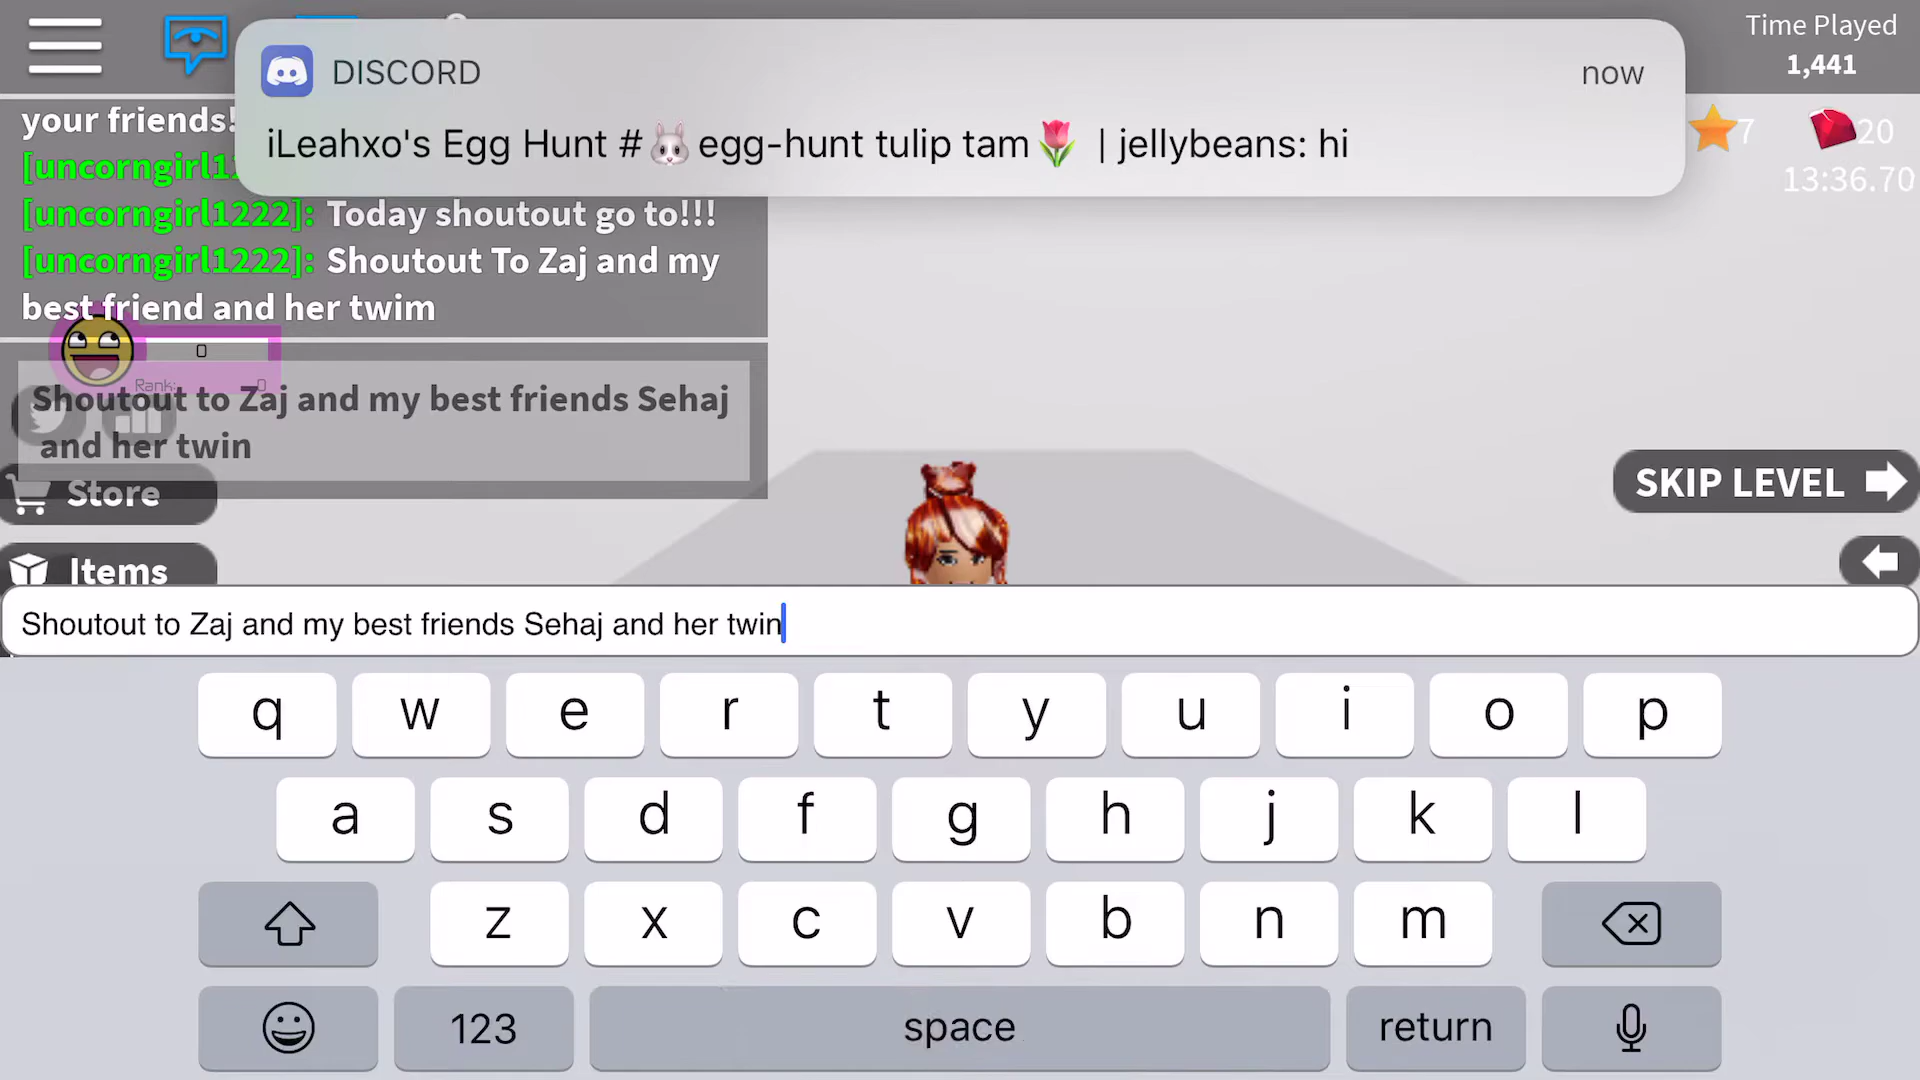 DISCORD
now
iLeahxo's Egg Hunt #🐰egg-hunt tulip tam🌷 | jellybeans: hi
Time Played
1,441
7
20
13:36.70
your friends!
[uncorngirl1
[uncorngirl1222]: Today shoutout go to!!!
[uncorngirl1222]: Shoutout To Zaj and my
best friend and her twim
0
Rank: 0
Shoutout to Zaj and my best friends Sehaj
and her twin
Store
SKIP LEVEL
Items
Shoutout to Zaj and my best friends Sehaj and her twin
q w e r t y u i o p
a s d f g h j k l
z x c v b n m
123 space return